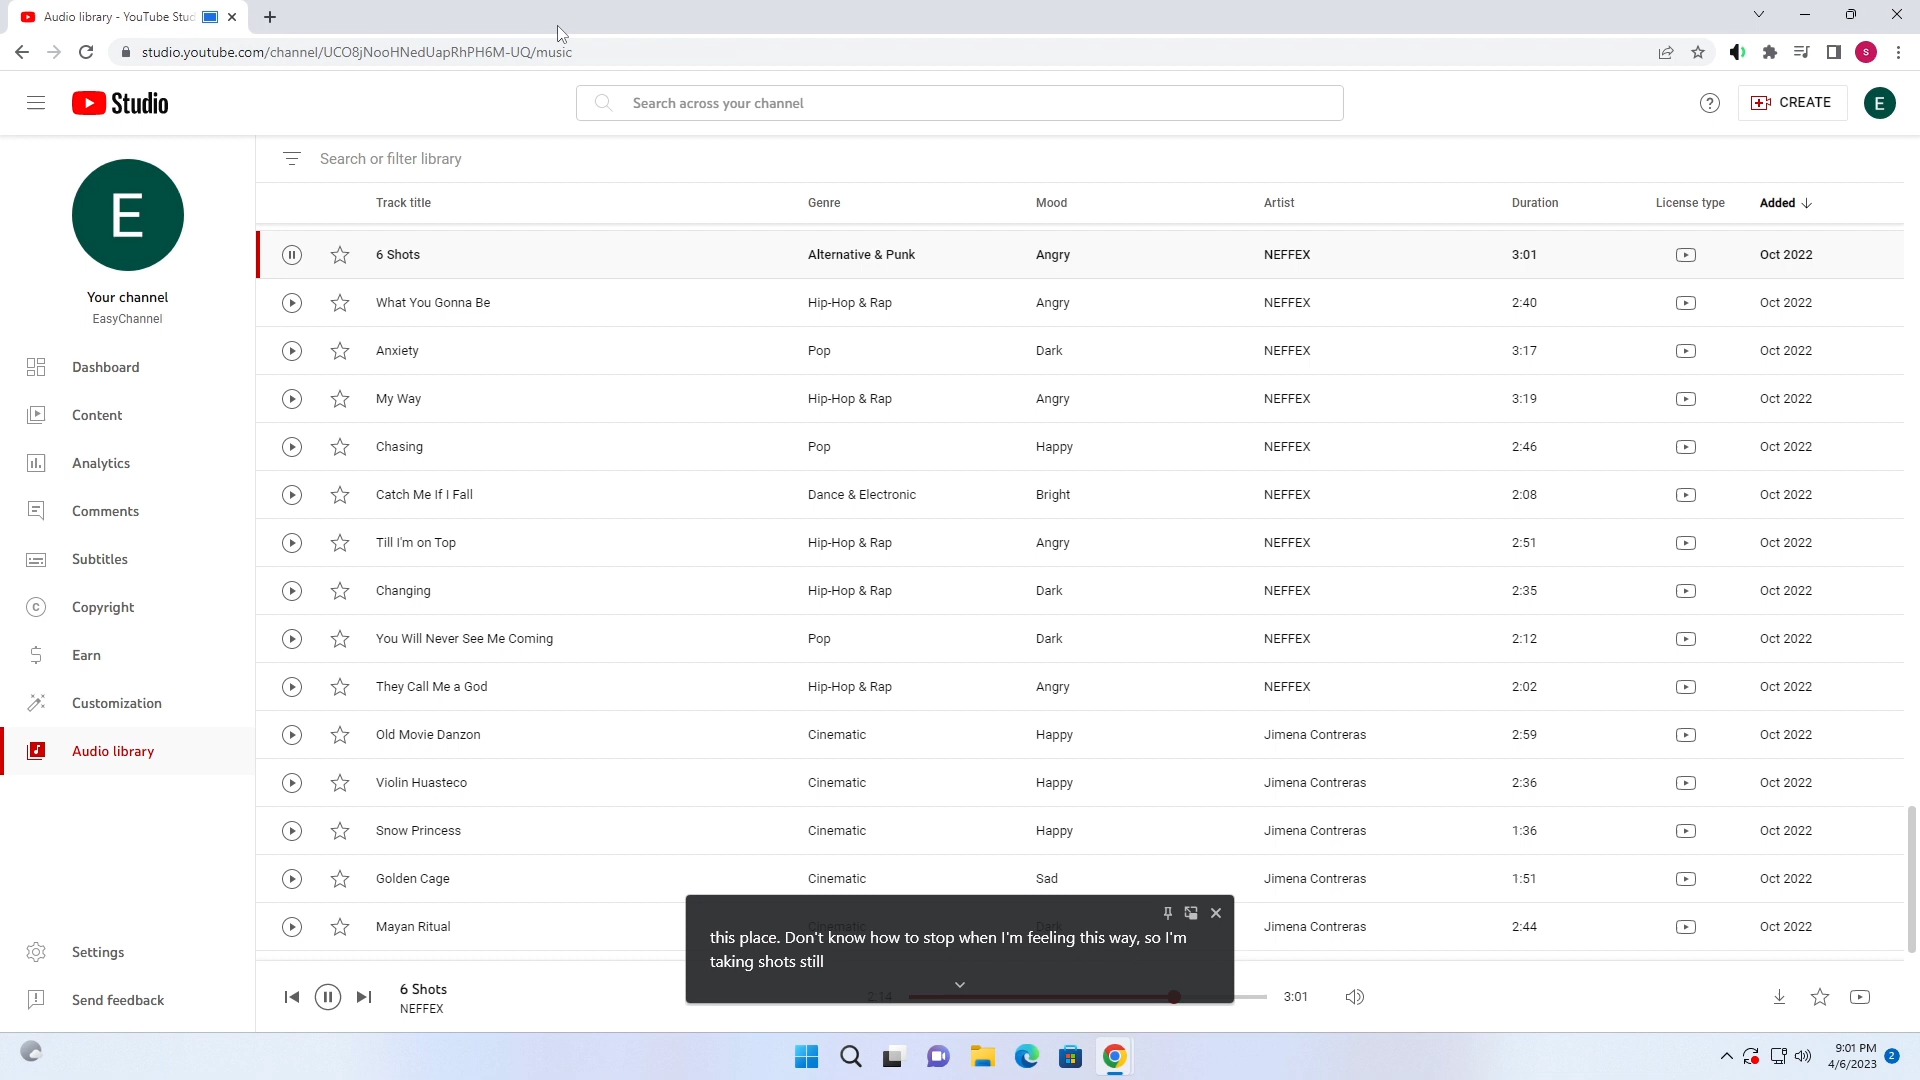 Audio library - YouTube Stud
studio.youtube.com/channel/UCO8jNooHNedUapRhPH6M-UQ/music
S
Studio
Search across your channel
CREATE
E
E
Your channel
EasyChannel
Dashboard
Content
Analytics
Comments
Subtitles
Copyright
Earn
Customization
Audio library
Settings
Send feedback
Search or filter library
Track title Genre Mood Artist Duration License type Added
6 Shots Alternative & Punk Angry NEFFEX 3:01 Oct 2022
What You Gonna Be Hip-Hop & Rap Angry NEFFEX 2:40 Oct 2022
Anxiety Pop Dark NEFFEX 3:17 Oct 2022
My Way Hip-Hop & Rap Angry NEFFEX 3:19 Oct 2022
Chasing Pop Happy NEFFEX 2:46 Oct 2022
Catch Me If I Fall Dance & Electronic Bright NEFFEX 2:08 Oct 2022
Till I'm on Top Hip-Hop & Rap Angry NEFFEX 2:51 Oct 2022
Changing Hip-Hop & Rap Dark NEFFEX 2:35 Oct 2022
You Will Never See Me Coming Pop Dark NEFFEX 2:12 Oct 2022
They Call Me a God Hip-Hop & Rap Angry NEFFEX 2:02 Oct 2022
Old Movie Danzon Cinematic Happy Jimena Contreras 2:59 Oct 2022
Violin Huasteco Cinematic Happy Jimena Contreras 2:36 Oct 2022
Snow Princess Cinematic Happy Jimena Contreras 1:36 Oct 2022
Golden Cage Cinematic Sad Jimena Contreras 1:51 Oct 2022
Mayan Ritual Cinematic Dark Jimena Contreras 2:44 Oct 2022
this place. Don't know how to stop when I'm feeling this way, so I'm
taking shots still
6 Shots
NEFFEX
2:14 3:01
9:01 PM
4/6/2023
2